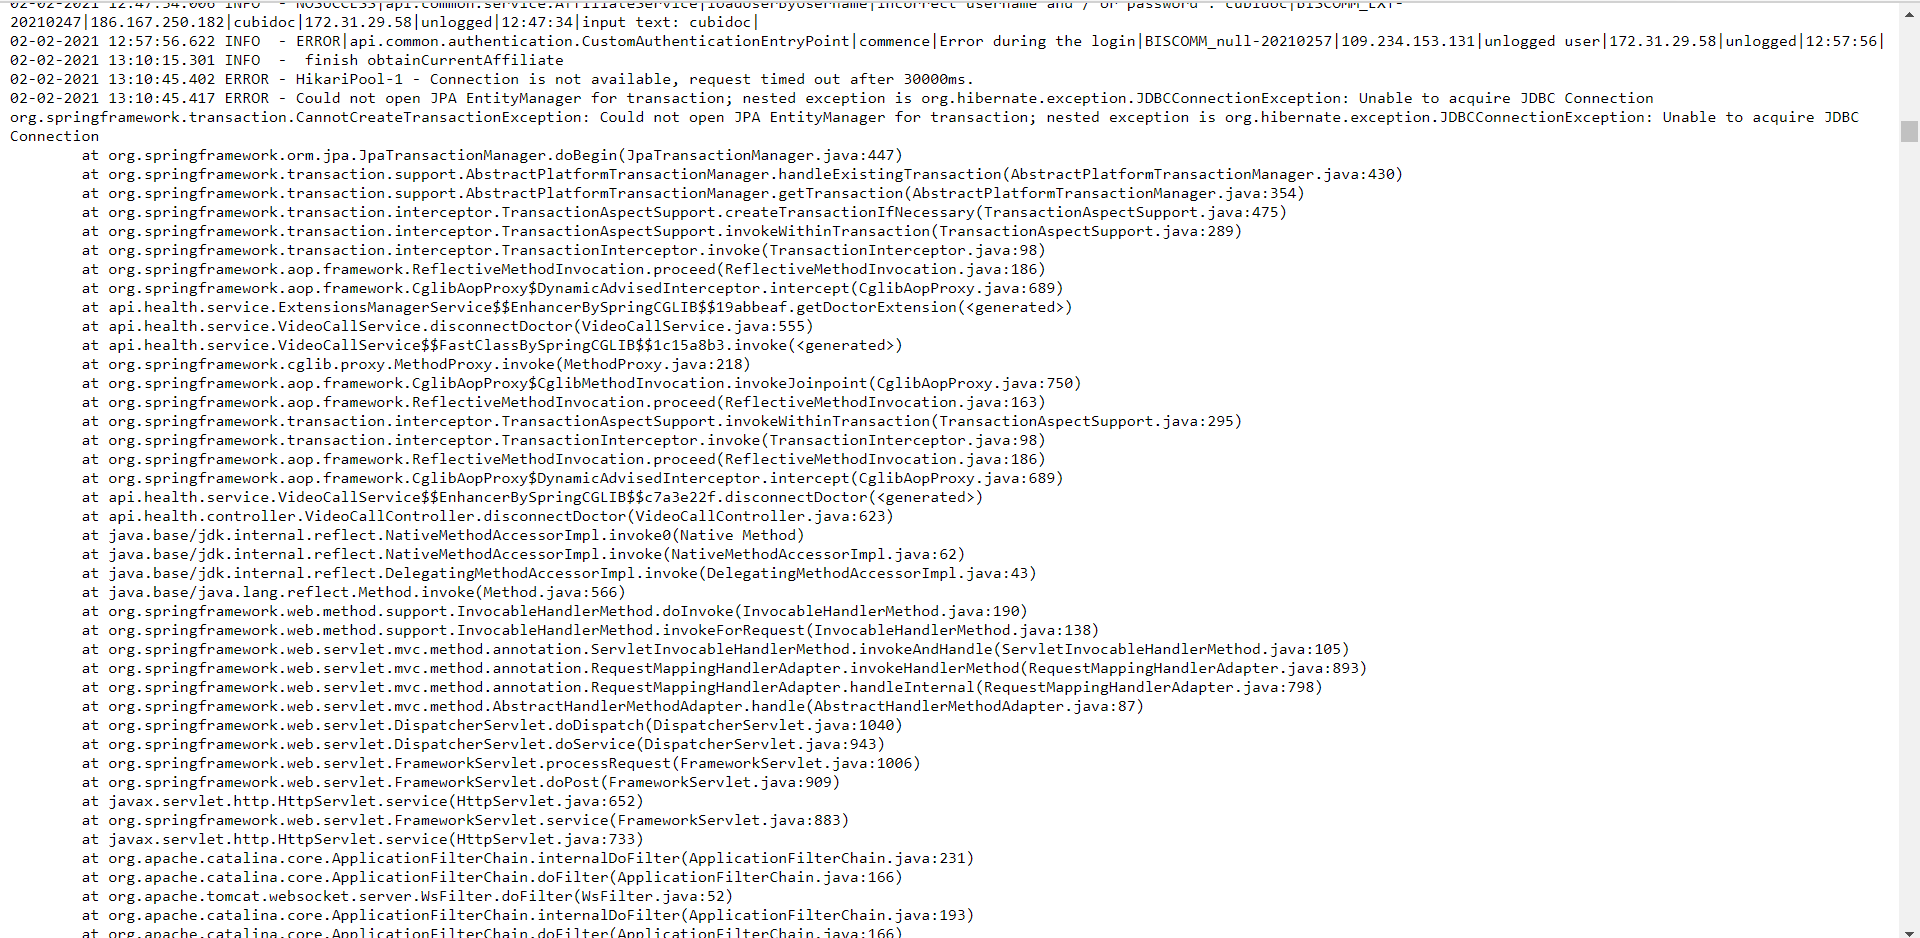 02-02-2021 12:47:34.006 INFO  - NOSUCCESS|api.common.service.AffiliateService|loadUserByUsername|Incorrect username and / or password : cubidoc|BISCOMM_EXT-
20210247|186.167.250.182|cubidoc|172.31.29.58|unlogged|12:47:34|input text: cubidoc|
02-02-2021 12:57:56.622 INFO  - ERROR|api.common.authentication.CustomAuthenticationEntryPoint|commence|Error during the login|BISCOMM_null-20210257|109.234.153.131|unlogged user|172.31.29.58|unlogged|12:57:56|
02-02-2021 13:10:15.301 INFO  -  finish obtainCurrentAffiliate
02-02-2021 13:10:45.402 ERROR - HikariPool-1 - Connection is not available, request timed out after 30000ms.
02-02-2021 13:10:45.417 ERROR - Could not open JPA EntityManager for transaction; nested exception is org.hibernate.exception.JDBCConnectionException: Unable to acquire JDBC Connection
org.springframework.transaction.CannotCreateTransactionException: Could not open JPA EntityManager for transaction; nested exception is org.hibernate.exception.JDBCConnectionException: Unable to acquire JDBC
Connection
at org.springframework.orm.jpa.JpaTransactionManager.doBegin(JpaTransactionManager.java:447)
at org.springframework.transaction.support.AbstractPlatformTransactionManager.handleExistingTransaction(AbstractPlatformTransactionManager.java:430)
at org.springframework.transaction.support.AbstractPlatformTransactionManager.getTransaction(AbstractPlatformTransactionManager.java:354)
at org.springframework.transaction.interceptor.TransactionAspectSupport.createTransactionIfNecessary(TransactionAspectSupport.java:475)
at org.springframework.transaction.interceptor.TransactionAspectSupport.invokeWithinTransaction(TransactionAspectSupport.java:289)
at org.springframework.transaction.interceptor.TransactionInterceptor.invoke(TransactionInterceptor.java:98)
at org.springframework.aop.framework.ReflectiveMethodInvocation.proceed(ReflectiveMethodInvocation.java:186)
at org.springframework.aop.framework.CglibAopProxy$DynamicAdvisedInterceptor.intercept(CglibAopProxy.java:689)
at api.health.service.ExtensionsManagerService$$EnhancerBySpringCGLIB$$19abbeaf.getDoctorExtension(<generated>)
at api.health.service.VideoCallService.disconnectDoctor(VideoCallService.java:555)
at api.health.service.VideoCallService$$FastClassBySpringCGLIB$$1c15a8b3.invoke(<generated>)
at org.springframework.cglib.proxy.MethodProxy.invoke(MethodProxy.java:218)
at org.springframework.aop.framework.CglibAopProxy$CglibMethodInvocation.invokeJoinpoint(CglibAopProxy.java:750)
at org.springframework.aop.framework.ReflectiveMethodInvocation.proceed(ReflectiveMethodInvocation.java:163)
at org.springframework.transaction.interceptor.TransactionAspectSupport.invokeWithinTransaction(TransactionAspectSupport.java:295)
at org.springframework.transaction.interceptor.TransactionInterceptor.invoke(TransactionInterceptor.java:98)
at org.springframework.aop.framework.ReflectiveMethodInvocation.proceed(ReflectiveMethodInvocation.java:186)
at org.springframework.aop.framework.CglibAopProxy$DynamicAdvisedInterceptor.intercept(CglibAopProxy.java:689)
at api.health.service.VideoCallService$$EnhancerBySpringCGLIB$$c7a3e22f.disconnectDoctor(<generated>)
at api.health.controller.VideoCallController.disconnectDoctor(VideoCallController.java:623)
at java.base/jdk.internal.reflect.NativeMethodAccessorImpl.invoke0(Native Method)
at java.base/jdk.internal.reflect.NativeMethodAccessorImpl.invoke(NativeMethodAccessorImpl.java:62)
at java.base/jdk.internal.reflect.DelegatingMethodAccessorImpl.invoke(DelegatingMethodAccessorImpl.java:43)
at java.base/java.lang.reflect.Method.invoke(Method.java:566)
at org.springframework.web.method.support.InvocableHandlerMethod.doInvoke(InvocableHandlerMethod.java:190)
at org.springframework.web.method.support.InvocableHandlerMethod.invokeForRequest(InvocableHandlerMethod.java:138)
at org.springframework.web.servlet.mvc.method.annotation.ServletInvocableHandlerMethod.invokeAndHandle(ServletInvocableHandlerMethod.java:105)
at org.springframework.web.servlet.mvc.method.annotation.RequestMappingHandlerAdapter.invokeHandlerMethod(RequestMappingHandlerAdapter.java:893)
at org.springframework.web.servlet.mvc.method.annotation.RequestMappingHandlerAdapter.handleInternal(RequestMappingHandlerAdapter.java:798)
at org.springframework.web.servlet.mvc.method.AbstractHandlerMethodAdapter.handle(AbstractHandlerMethodAdapter.java:87)
at org.springframework.web.servlet.DispatcherServlet.doDispatch(DispatcherServlet.java:1040)
at org.springframework.web.servlet.DispatcherServlet.doService(DispatcherServlet.java:943)
at org.springframework.web.servlet.FrameworkServlet.processRequest(FrameworkServlet.java:1006)
at org.springframework.web.servlet.FrameworkServlet.doPost(FrameworkServlet.java:909)
at javax.servlet.http.HttpServlet.service(HttpServlet.java:652)
at org.springframework.web.servlet.FrameworkServlet.service(FrameworkServlet.java:883)
at javax.servlet.http.HttpServlet.service(HttpServlet.java:733)
at org.apache.catalina.core.ApplicationFilterChain.internalDoFilter(ApplicationFilterChain.java:231)
at org.apache.catalina.core.ApplicationFilterChain.doFilter(ApplicationFilterChain.java:166)
at org.apache.tomcat.websocket.server.WsFilter.doFilter(WsFilter.java:52)
at org.apache.catalina.core.ApplicationFilterChain.internalDoFilter(ApplicationFilterChain.java:193)
at org.apache.catalina.core.ApplicationFilterChain.doFilter(ApplicationFilterChain.java:166)